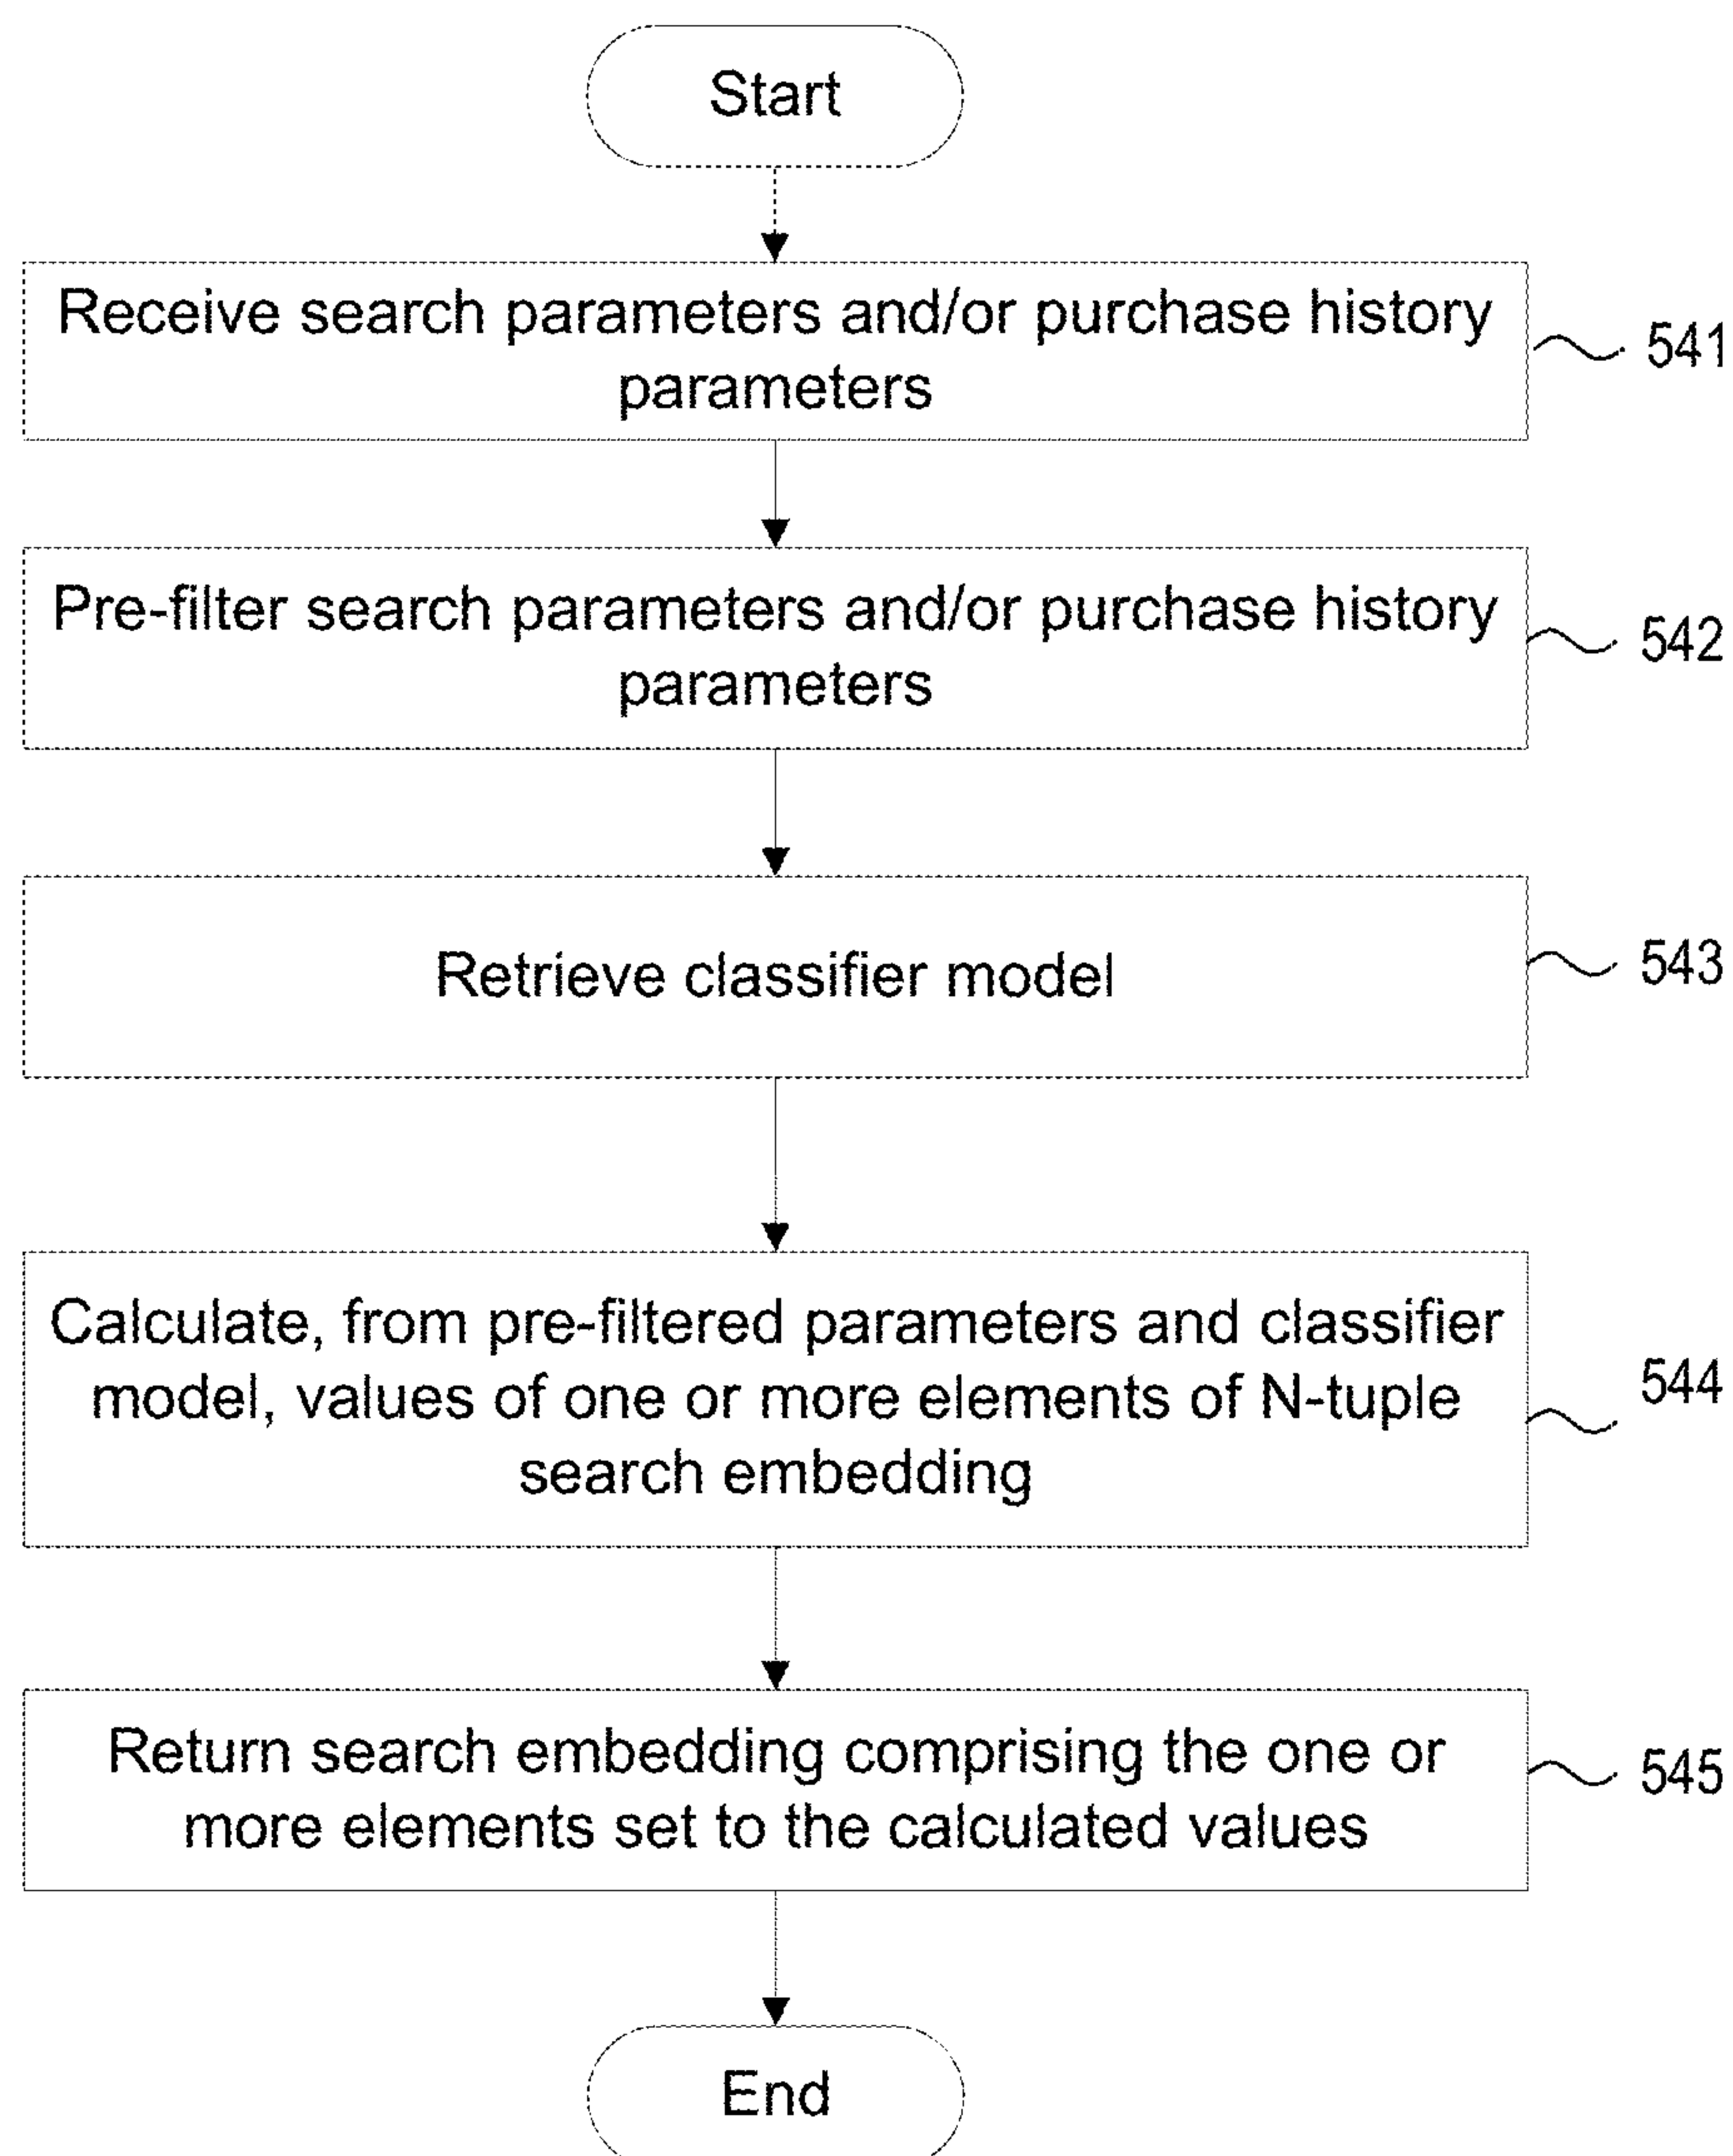 Start
Receive search parameters and/or purchase history
parameters
541
Pre-filter search parameters and/or purchase history
parameters
542
Retrieve classifier model
543
Calculate, from pre-filtered parameters and classifier
model, values of one or more elements of N-tuple
search embedding
544
Return search embedding comprising the one or
more elements set to the calculated values
545
End